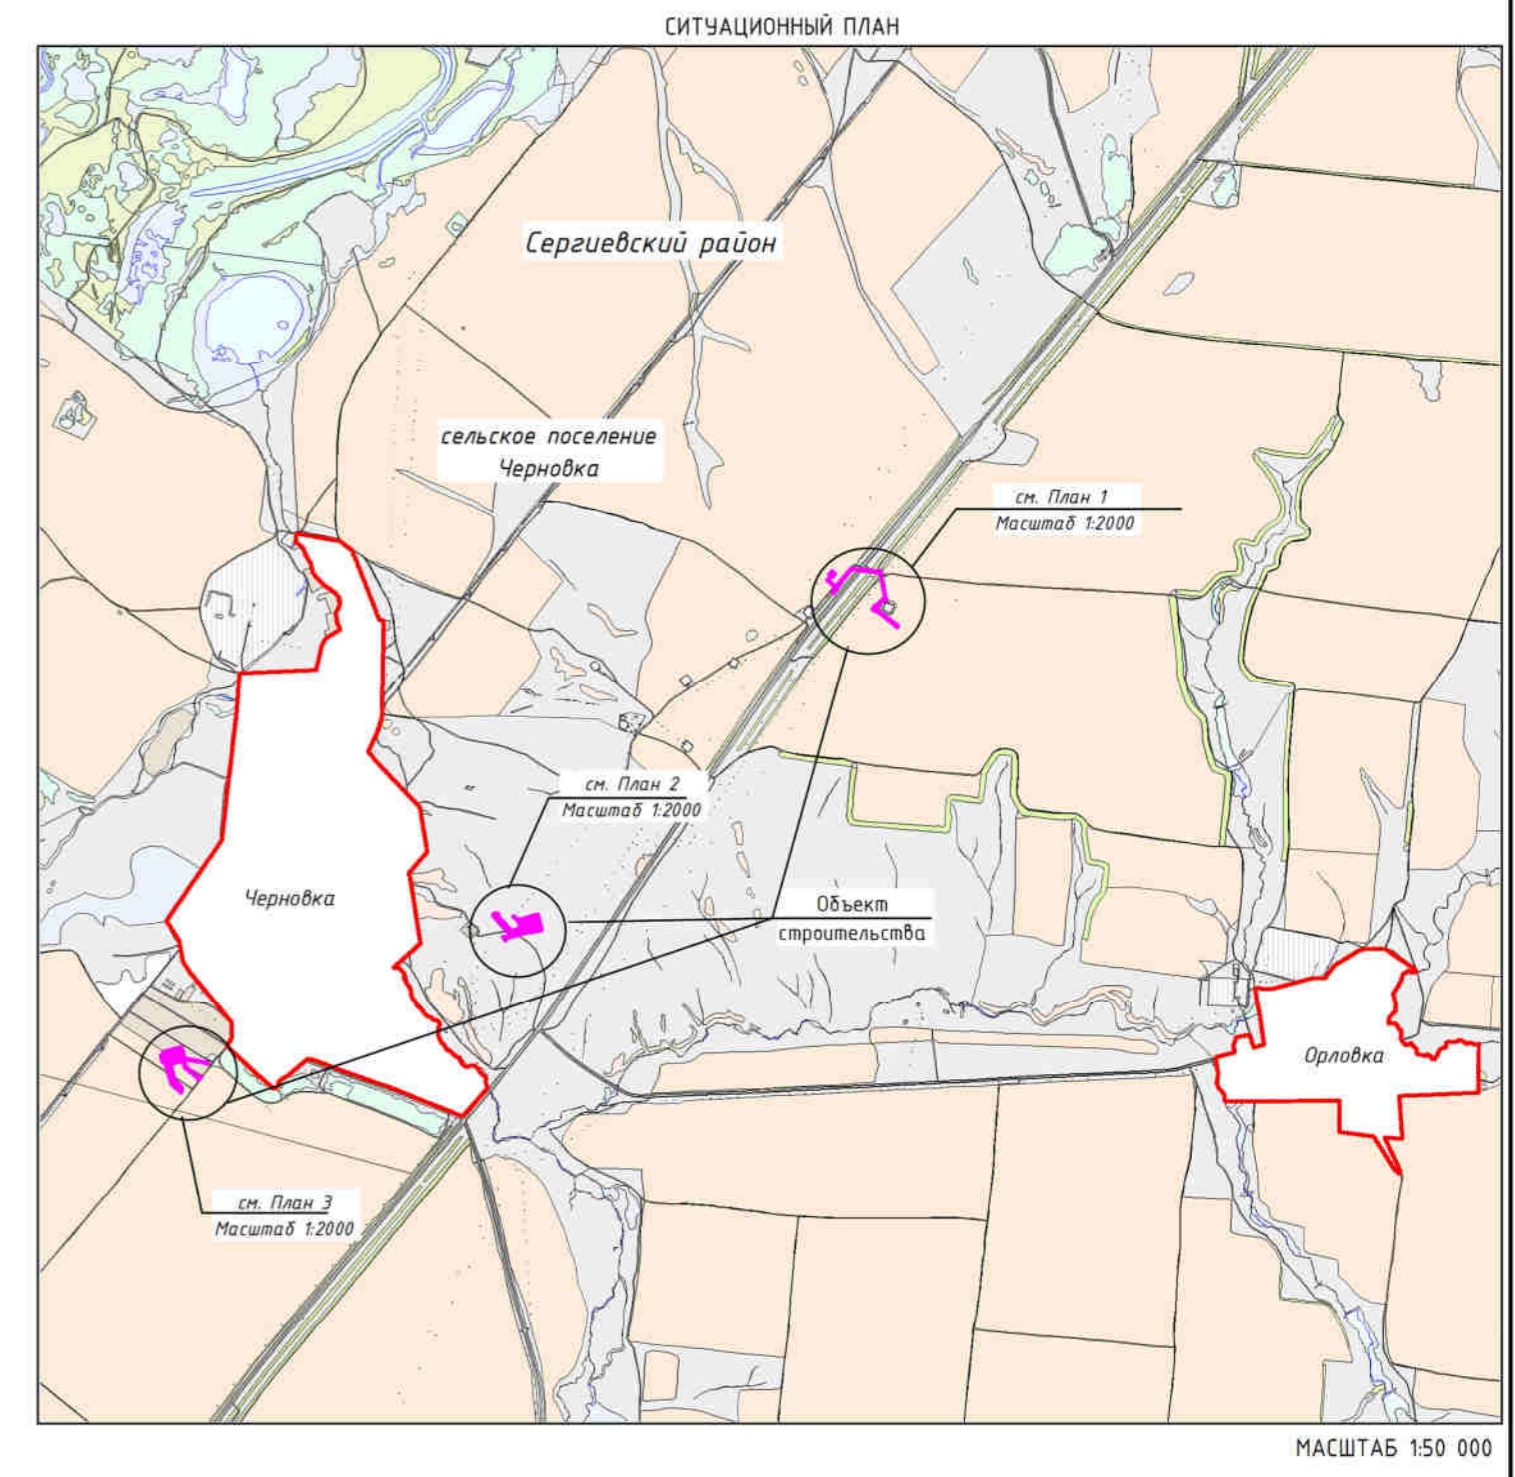 СИТУАЦИОННЫЙ ПЛАН
Сергиевский район
сельское поселение
Черновка
см. План 1
Масштаб 1:2000
см. План 2
Масштаб 1:2000
Черновка
Объект
строительства
Орловка
см. План 3
Масштаб 1:2000
МАСШТАБ 1:50 000